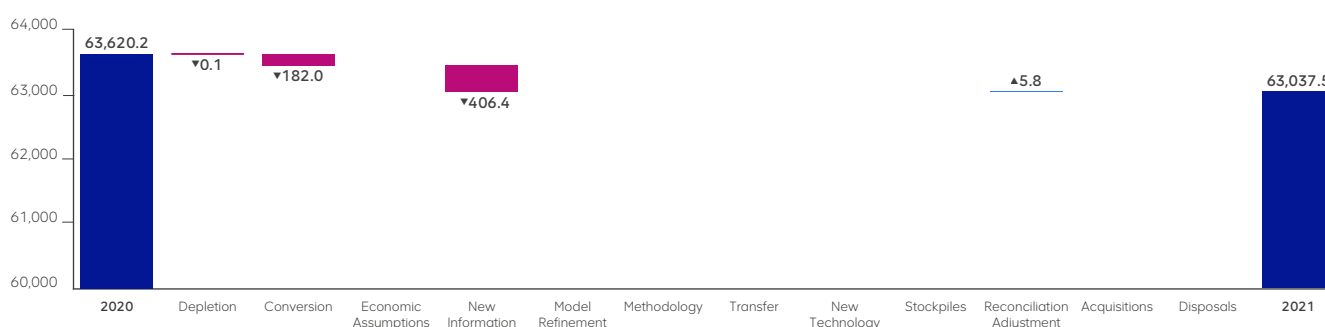 64,000
63,000
62,000
61,000
60,000
63,620.2
▼0.1
▼182.0
▼406.4
▲5.8
63,037.5
2020
Depletion
Conversion
Economic
Assumptions
New
Information
Model
Refinement
Methodology
Transfer
New
Technology
Stockpiles
Reconciliation
Adjustment
Acquisitions
Disposals
2021